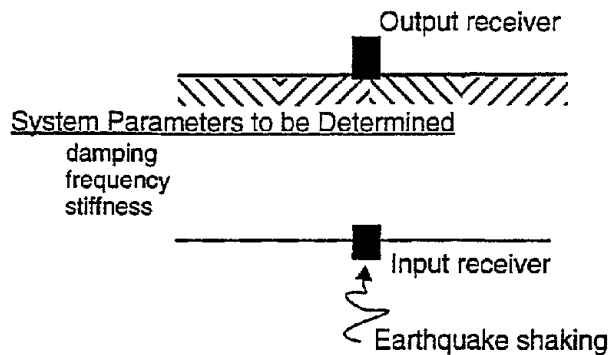 Output receiver
System Parameters to be Determined
damping
frequency
stiffness
Input receiver
Earthquake shaking